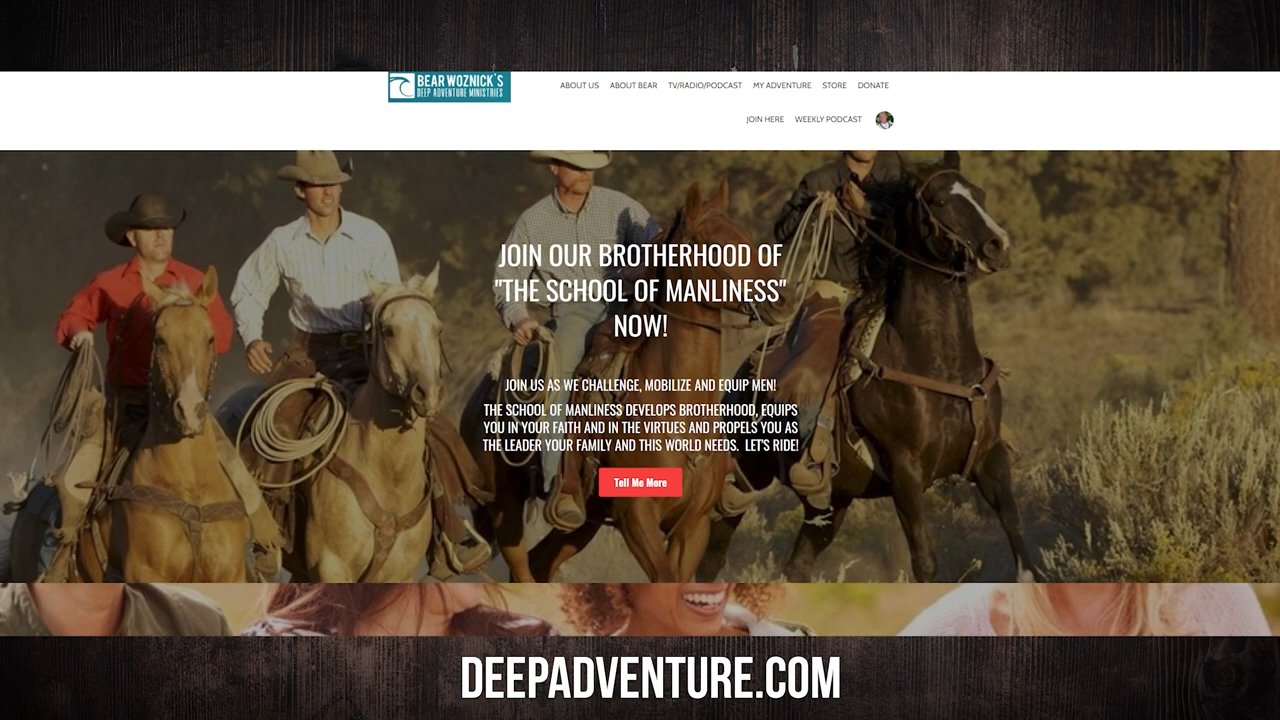 BEAR WOZNICK'S
DEEP ADVENTURE MINISTRIES
ABOUT US ABOUT BEAR TV/RADIO/PODCAST MY ADVENTURE STORE DONATE
JOIN HERE WEEKLY PODCAST
JOIN OUR BROTHERHOOD OF
"THE SCHOOL OF MANLINESS"
NOW!
JOIN US AS WE CHALLENGE, MOBILIZE AND EQUIP MEN!
THE SCHOOL OF MANLINESS DEVELOPS BROTHERHOOD, EQUIPS
YOU IN YOUR FAITH AND IN THE VIRTUES AND PROPELS YOU AS
THE LEADER YOUR FAMILY AND THIS WORLD NEEDS. LET'S RIDE!
Tell Me More
DEEPADVENTURE.COM